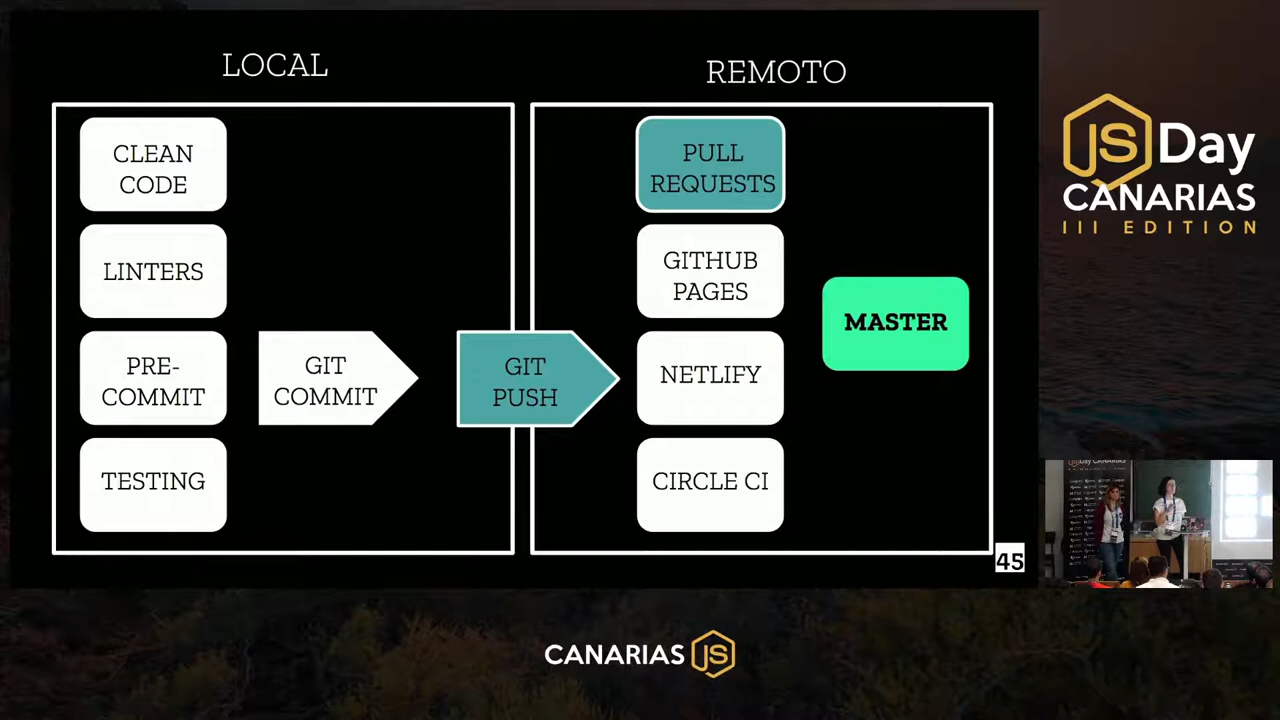 LOCAL
REMOTO
CLEAN
CODE
LINTERS
PRE-
COMMIT
TESTING
GIT
COMMIT
GIT
PUSH
PULL
REQUESTS
GITHUB
PAGES
NETLIFY
CIRCLE CI
MASTER
45
JS Day
CANARIAS
III EDITION
CANARIAS JS